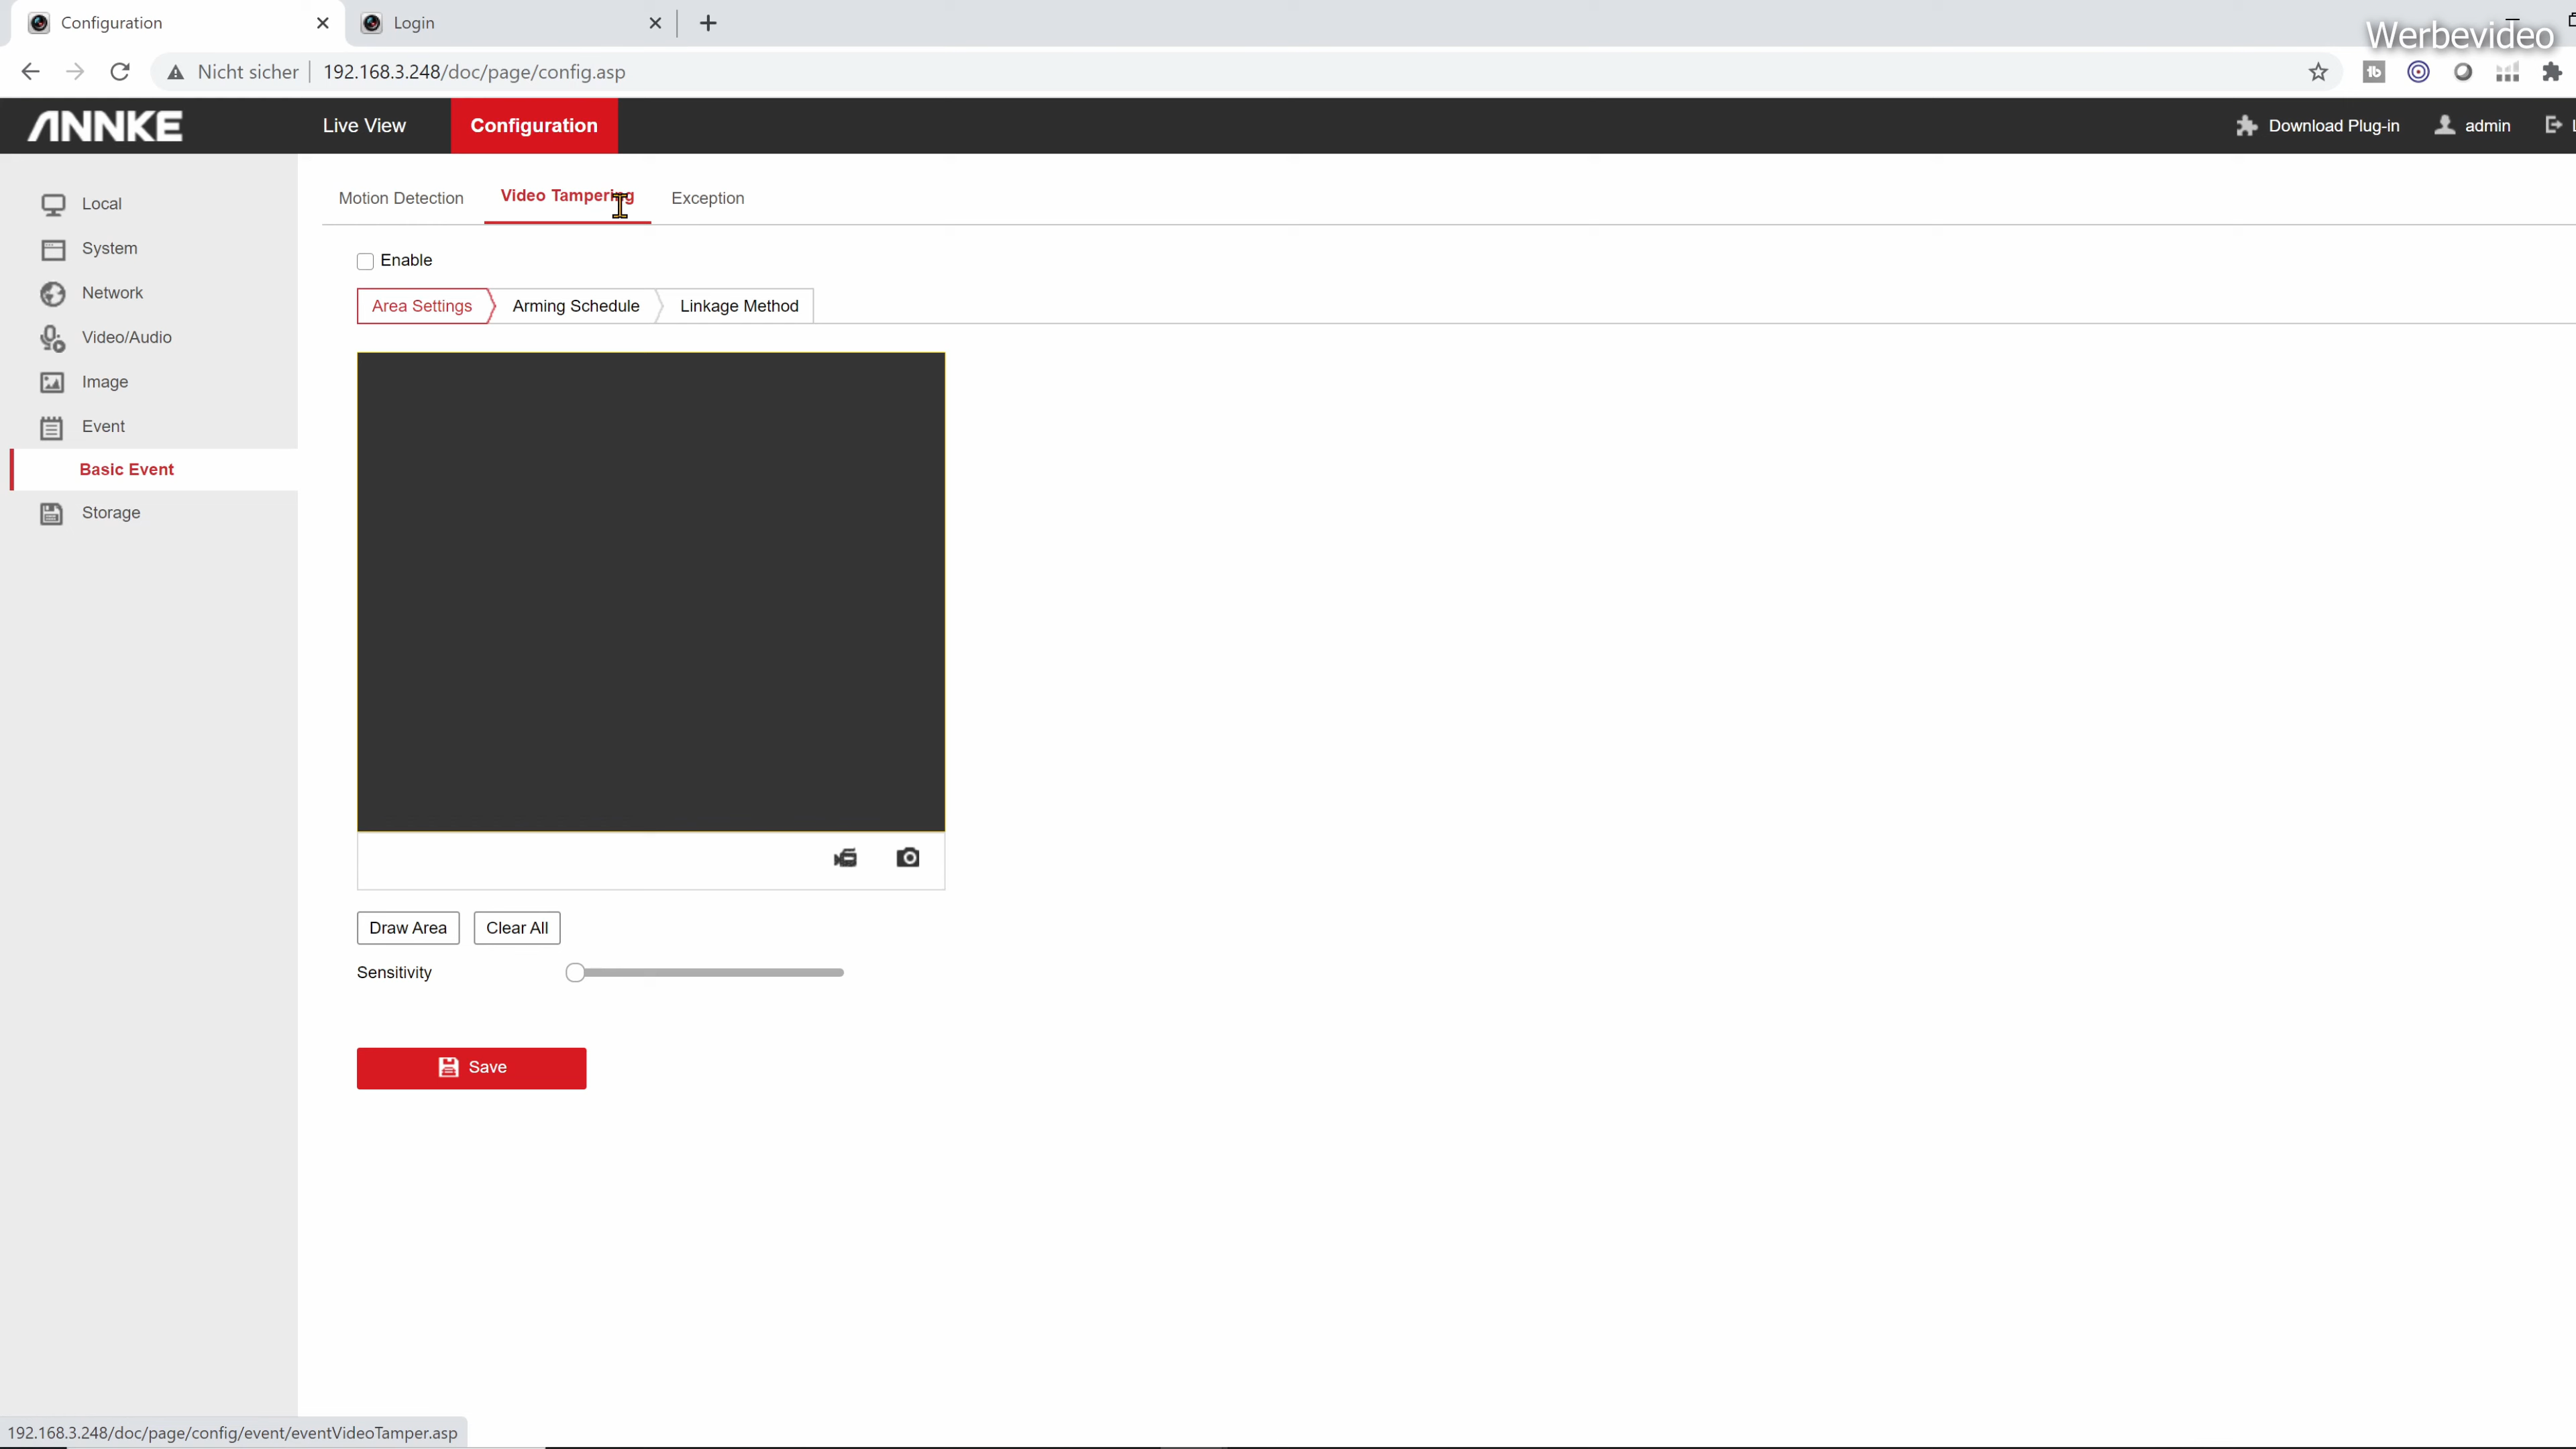 Configuration
Login
Werbevideo
Nicht sicher
192.168.3.248/doc/page/config.asp
ANNKE
Live View
Configuration
Download Plug-in
admin
Local
System
Network
Video/Audio
Image
Event
Basic Event
Storage
Motion Detection
Video Tampering
Exception
Enable
Area Settings
Arming Schedule
Linkage Method
Draw Area
Clear All
Sensitivity
Save
192.168.3.248/doc/page/config/event/eventVideoTamper.asp